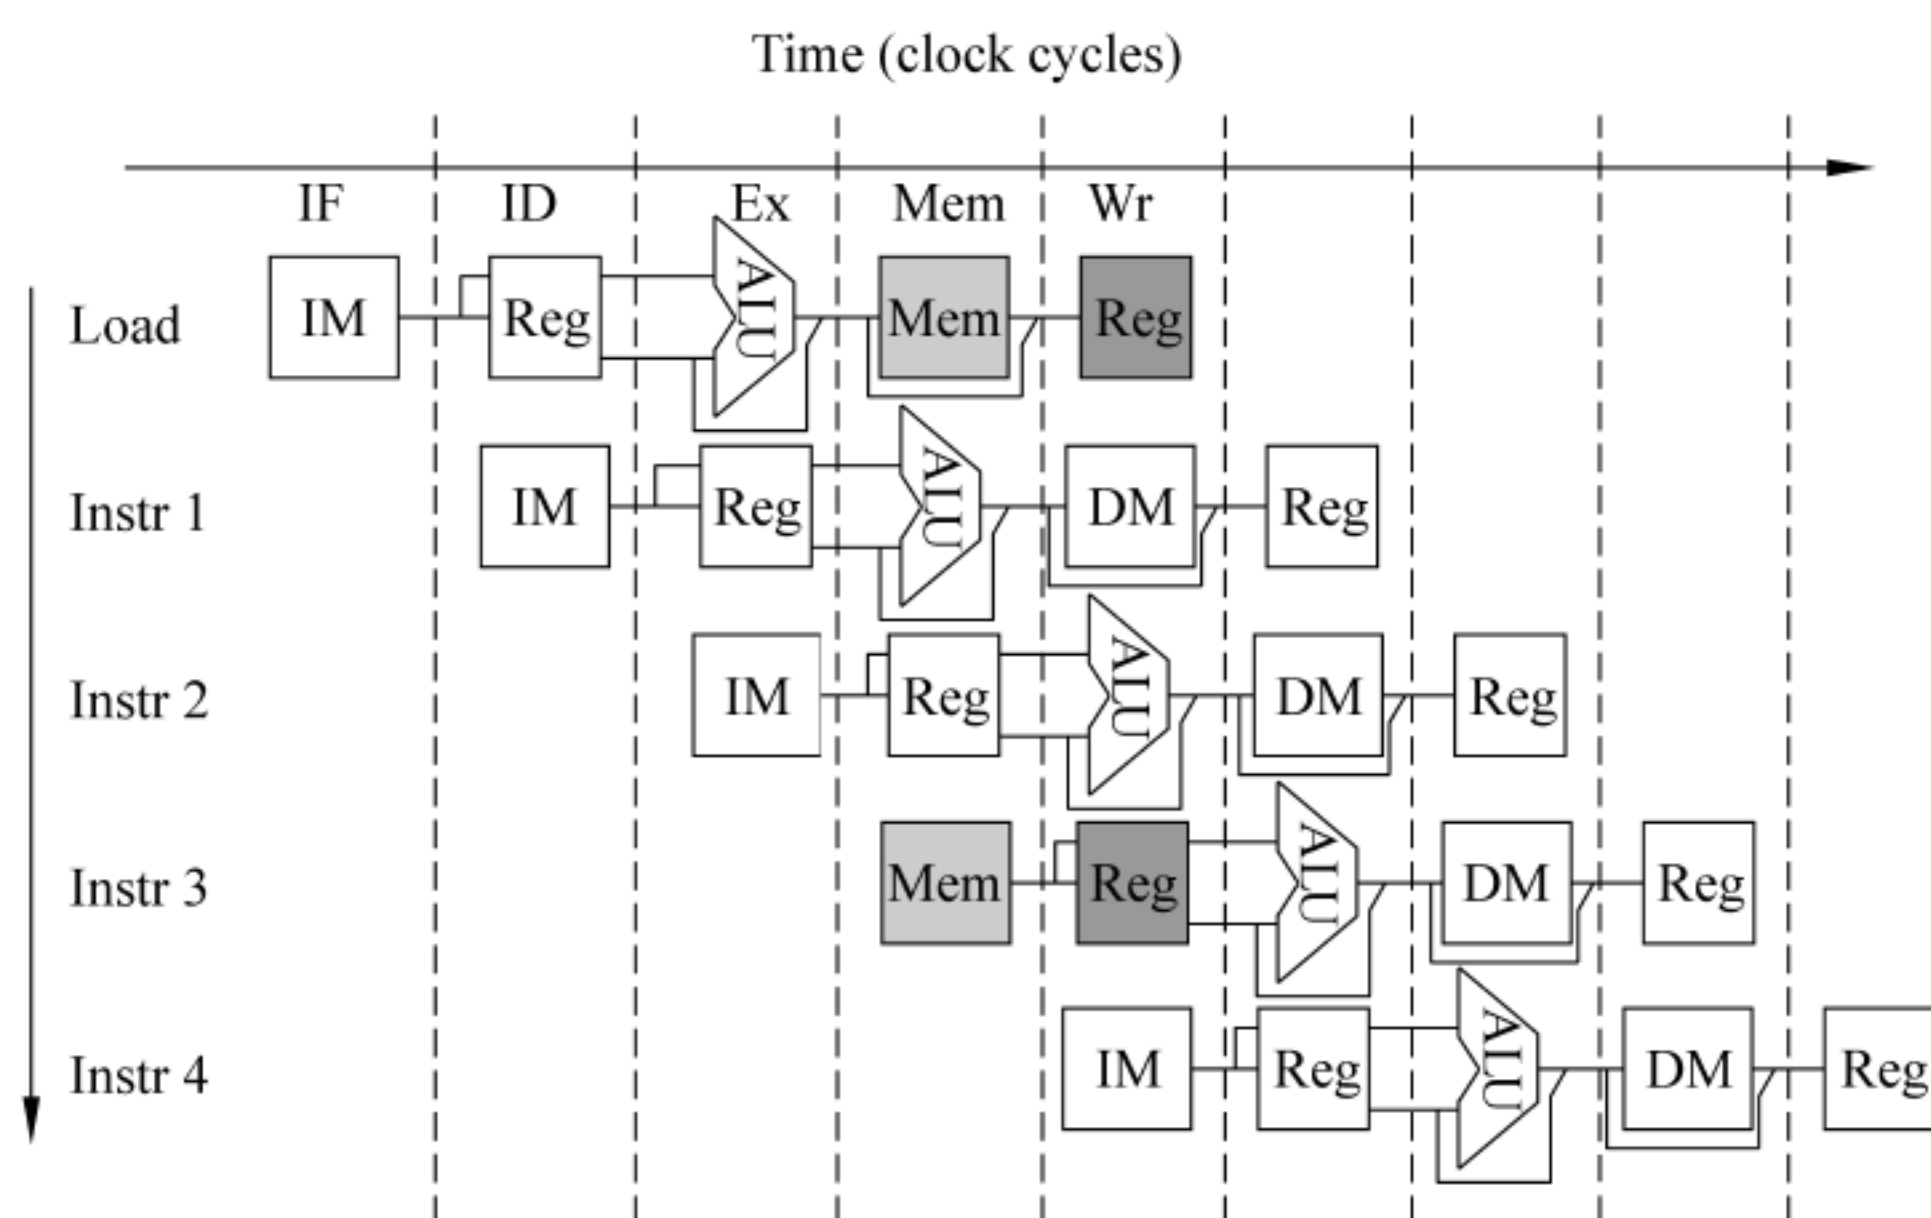 Time (clock cycles)
IF ID Ex Mem Wr
Load IM Reg ALU Mem Reg
Instr 1 IM Reg ALU DM Reg
Instr 2 IM Reg ALU DM Reg
Instr 3 Mem Reg ALU DM Reg
Instr 4 IM Reg ALU DM Reg